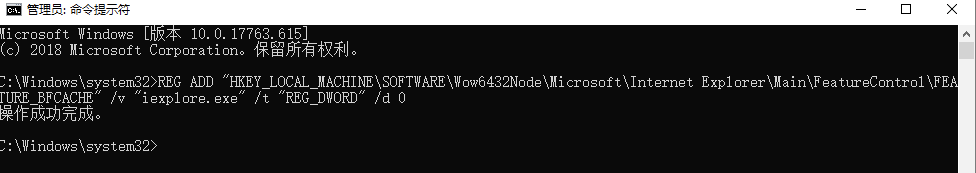 管理员: 命令提示符
Microsoft Windows [版本 10.0.17763.615]
(c) 2018 Microsoft Corporation。保留所有权利。
C:\Windows\system32>REG ADD "HKEY_LOCAL_MACHINE\SOFTWARE\Wow6432Node\Microsoft\Internet Explorer\Main\FeatureControl\FEA
TURE_BFCACHE" /v "iexplore.exe" /t "REG_DWORD" /d 0
操作成功完成。
C:\Windows\system32>